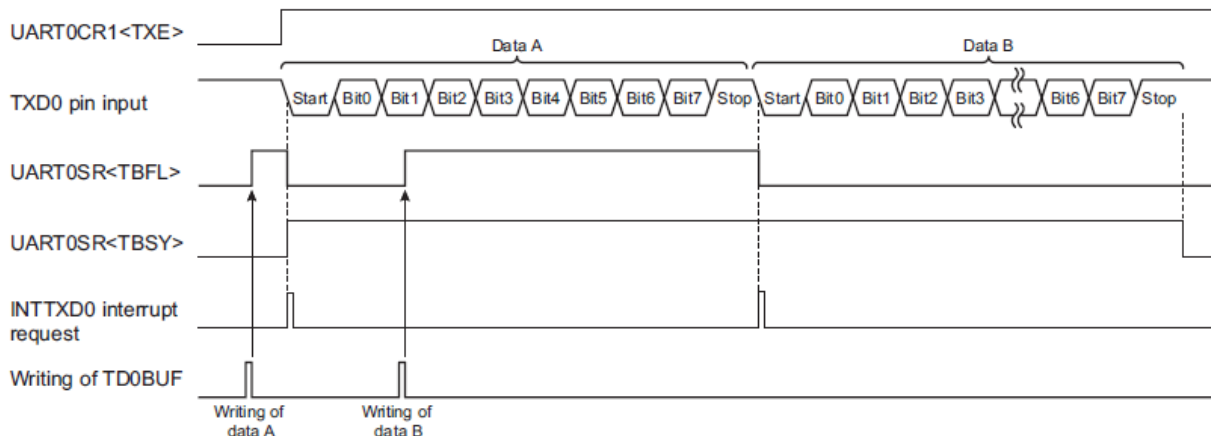 UART0CR1<TXE>
Data A
Data B
TXD0 pin input
Start Bit0 Bit1 Bit2 Bit3 Bit4 Bit5 Bit6 Bit7 Stop Start Bit0 Bit1 Bit2 Bit3 Bit6 Bit7 Stop
UART0SR<TBFL>
UART0SR<TBSY>
INTTXD0 interrupt
request
Writing of TD0BUF
Writing of
data A
Writing of
data B